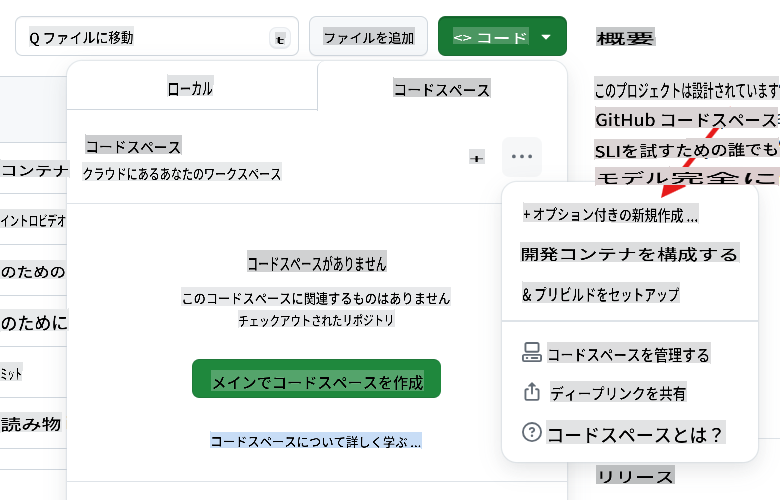 Q ファイルに移動
t
ファイルを追加
<> コード
概要
ローカル
コードスペース
このプロジェクトは設計されています
GitHub コードスペース
SLIを試すための誰でも
モデル完全に
コードスペース
クラウドにあるあなたのワークスペース
+
...
コンテナ
イントロビデオ
のための
のために
ミット
読み物
+ オプション付きの新規作成 ...
開発コンテナを構成する
& プリビルドをセットアップ
コードスペースがありません
このコードスペースに関連するものはありません
チェックアウトされたリポジトリ
メインでコードスペースを作成
コードスペースについて詳しく学ぶ ...
コードスペースを管理する
ディープリンクを共有
コードスペースとは？
リリース